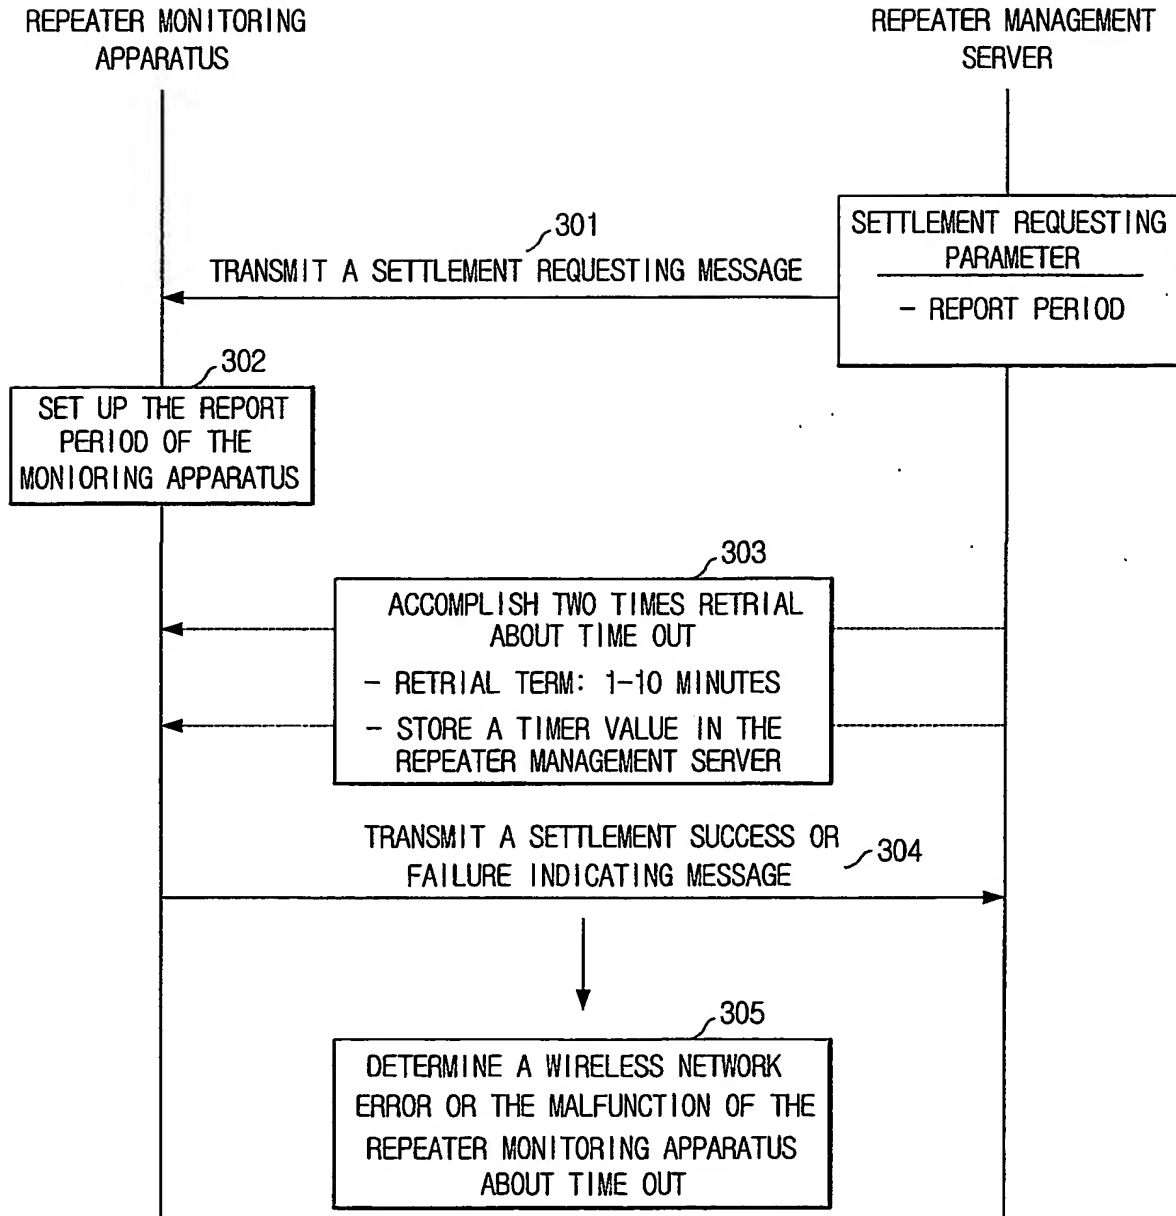 REPEATER MONITORING
APPARATUS
REPEATER MANAGEMENT
SERVER
SETTLEMENT REQUESTING
PARAMETER
- REPORT PERIOD
301
TRANSMIT A SETTLEMENT REQUESTING MESSAGE
302
SET UP THE REPORT
PERIOD OF THE
MONIORING APPARATUS
303
ACCOMPLISH TWO TIMES RETRIAL
ABOUT TIME OUT
- RETRIAL TERM: 1-10 MINUTES
- STORE A TIMER VALUE IN THE
REPEATER MANAGEMENT SERVER
TRANSMIT A SETTLEMENT SUCCESS OR
FAILURE INDICATING MESSAGE
304
305
DETERMINE A WIRELESS NETWORK
ERROR OR THE MALFUNCTION OF THE
REPEATER MONITORING APPARATUS
ABOUT TIME OUT